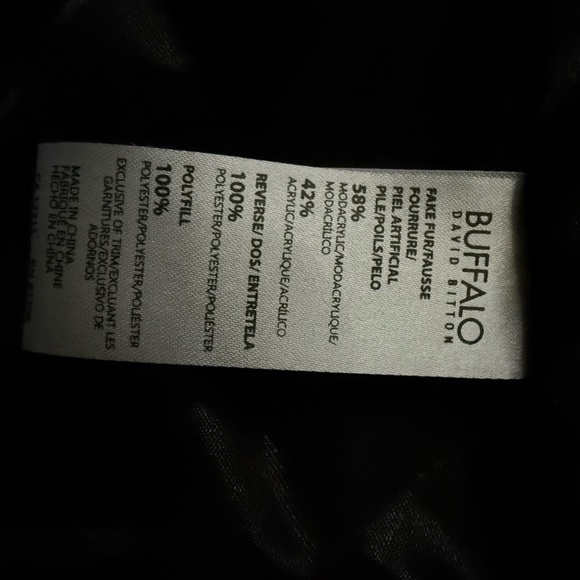 BUFFALO
DAVID BITTON
FAKE FUR/FAUSSE
FOURRURE/
PIEL ARTIFICIAL
PILE/POILS/PELO
58%
MODACRYLIC/MODACRYLIQUE/
MODACRÍLICO
42%
ACRYLIC/ACRYLIQUE/ACRÍLICO
REVERSE/DOS/ENTRETELA
100%
POLYESTER/POLYESTER/POLIÉSTER
POLYFILL
100%
POLYESTER/POLYESTER/POLIÉSTER
EXCLUSIVE OF TRIM/EXCLUANT LES
GARNITURES/EXCLUSIVO DE
ADORNOS
MADE IN CHINA
FABRIQUÉ EN CHINE
HECHO EN CHINA